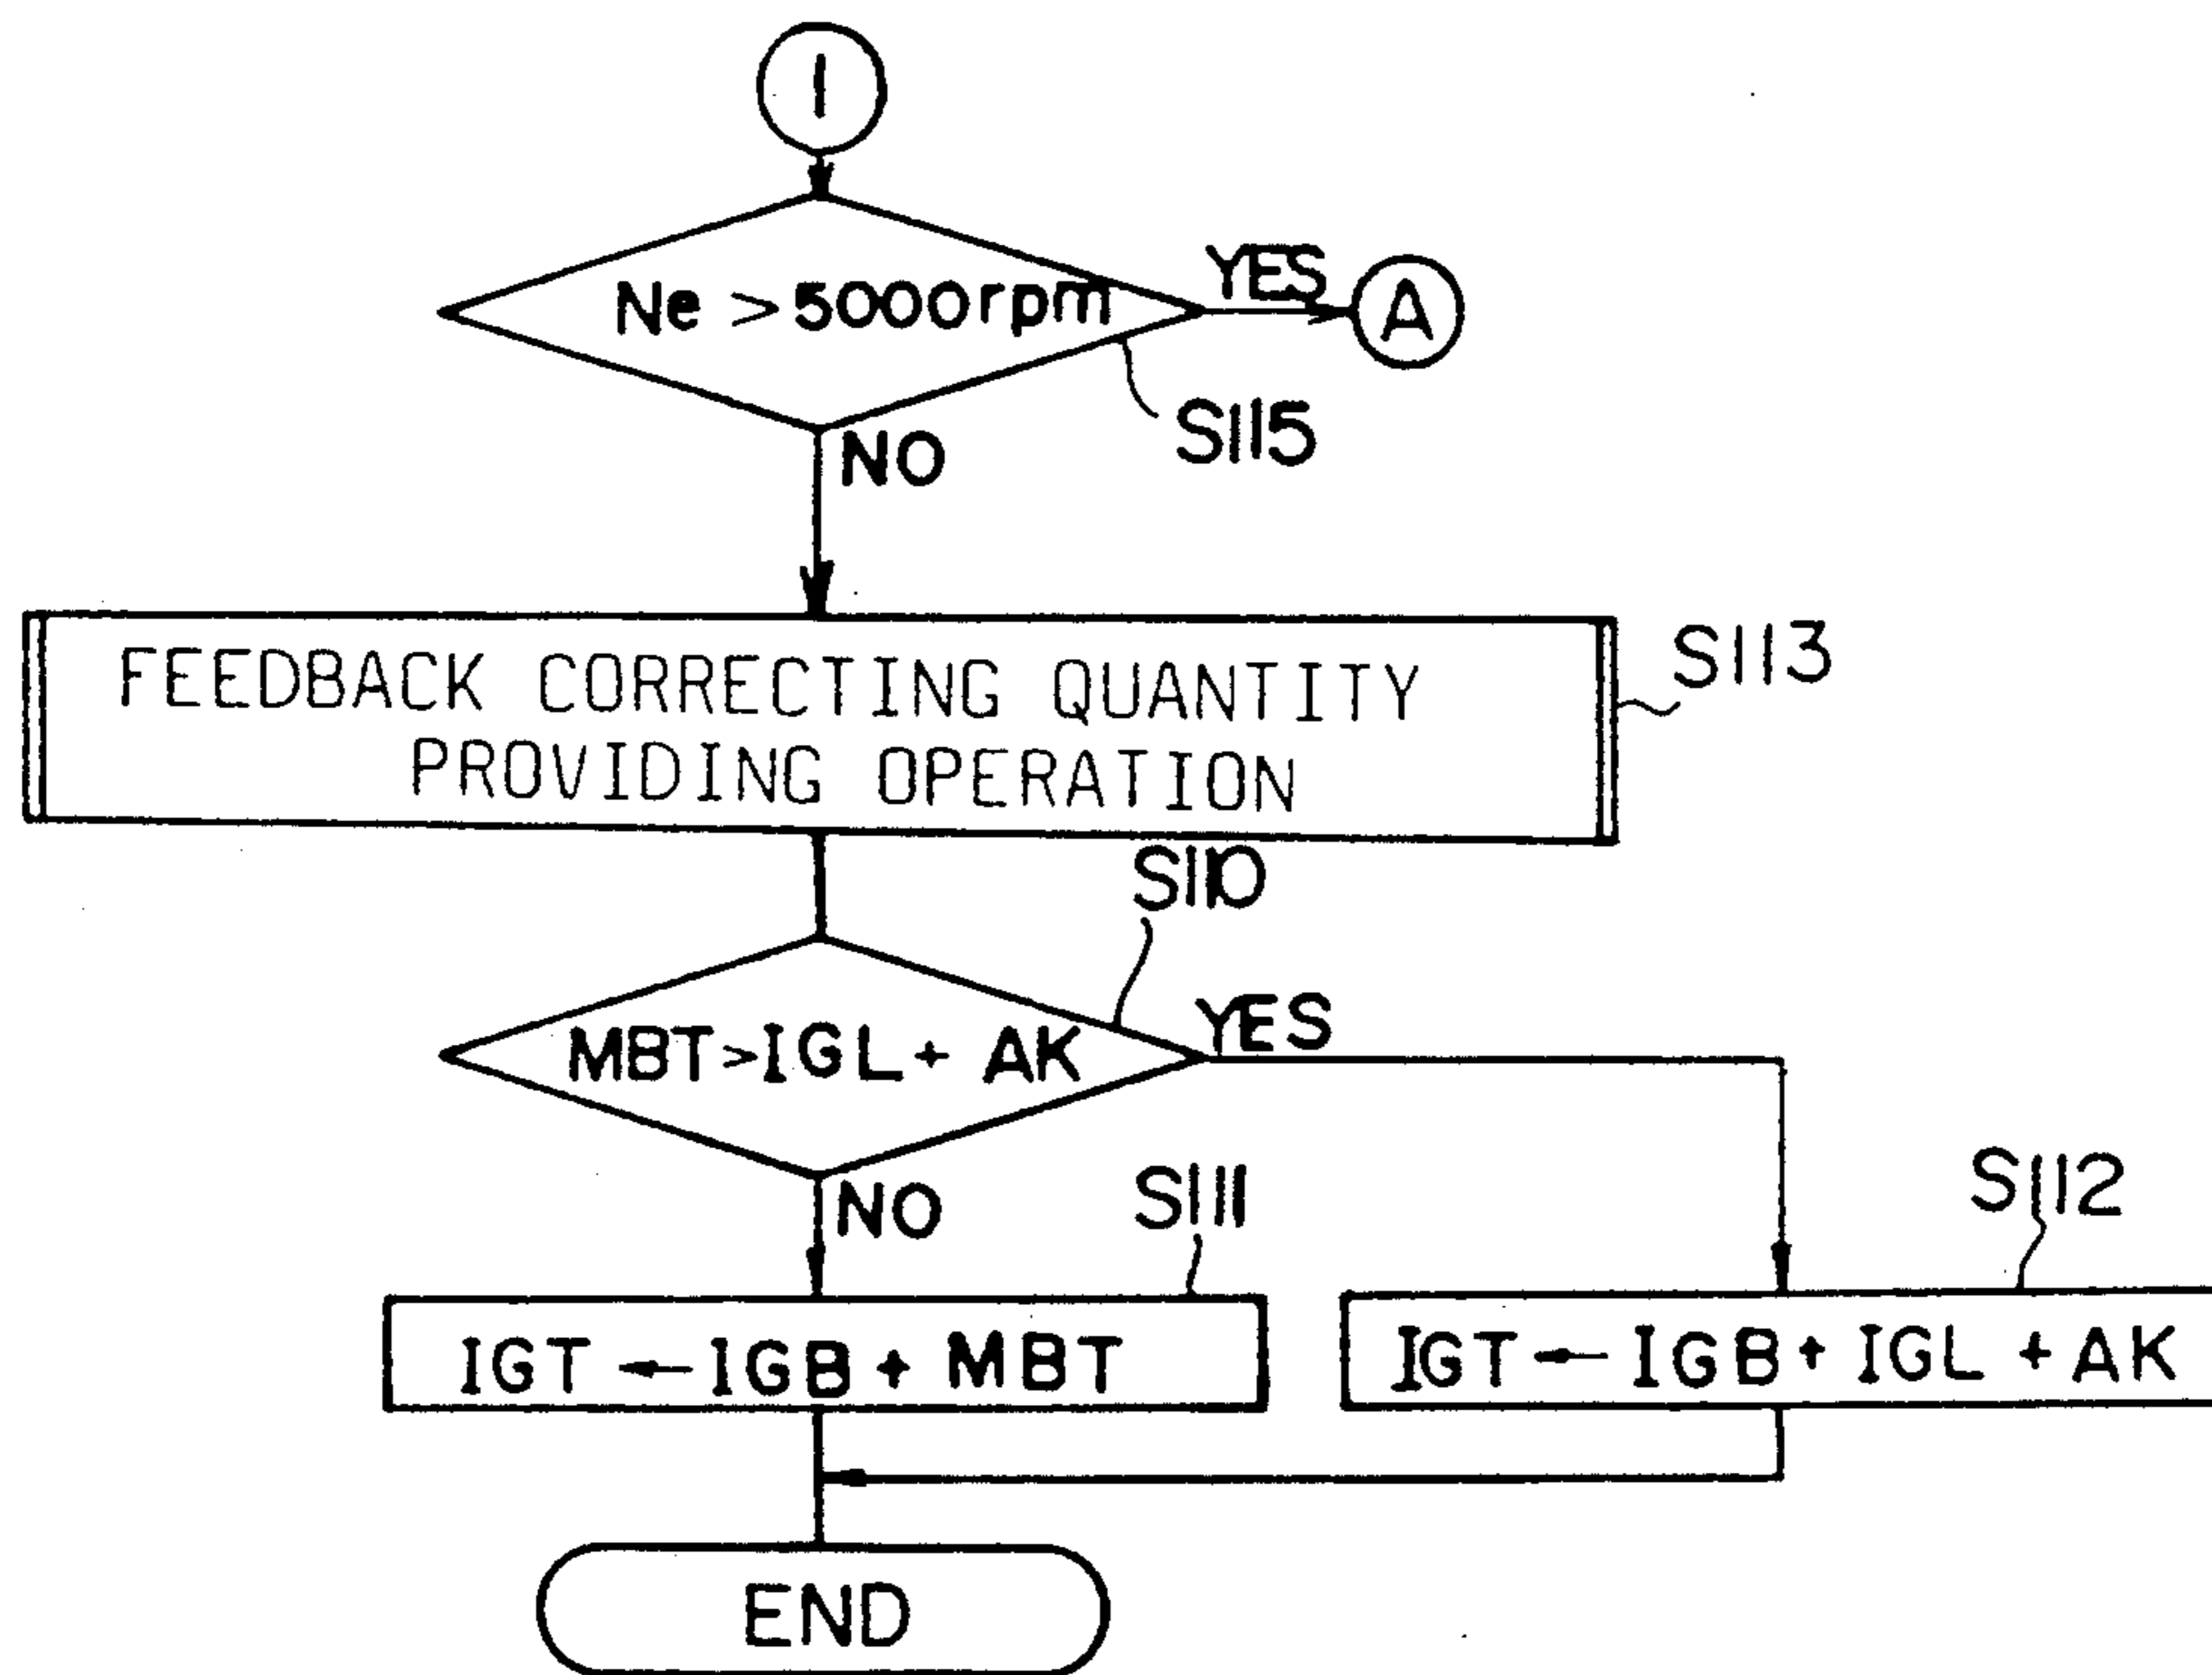 1
Ne > 5000rpm
YES
A
S115
NO
FEEDBACK CORRECTING QUANTITY
PROVIDING OPERATION
S113
S110
MBT>IGL + AK
YES
NO
S111
S112
IGT ← IGB + MBT
IGT ← IGB + IGL + AK
END